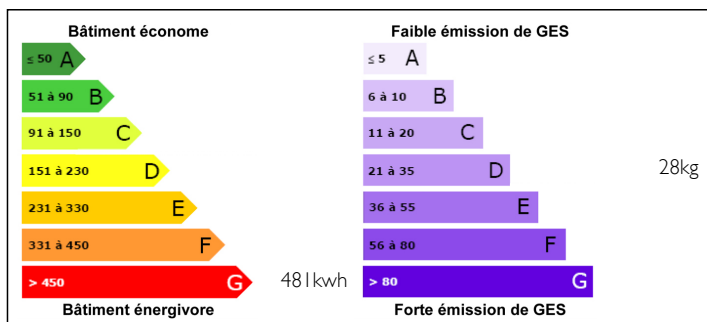 Bâtiment économe
≤ 50 A
51 à 90 B
91 à 150 C
151 à 230 D
231 à 330 E
331 à 450 F
> 450 G
481kwh
Bâtiment énergivore
Faible émission de GES
≤ 5 A
6 à 10 B
11 à 20 C
21 à 35 D
28kg
36 à 55 E
56 à 80 F
> 80 G
Forte émission de GES